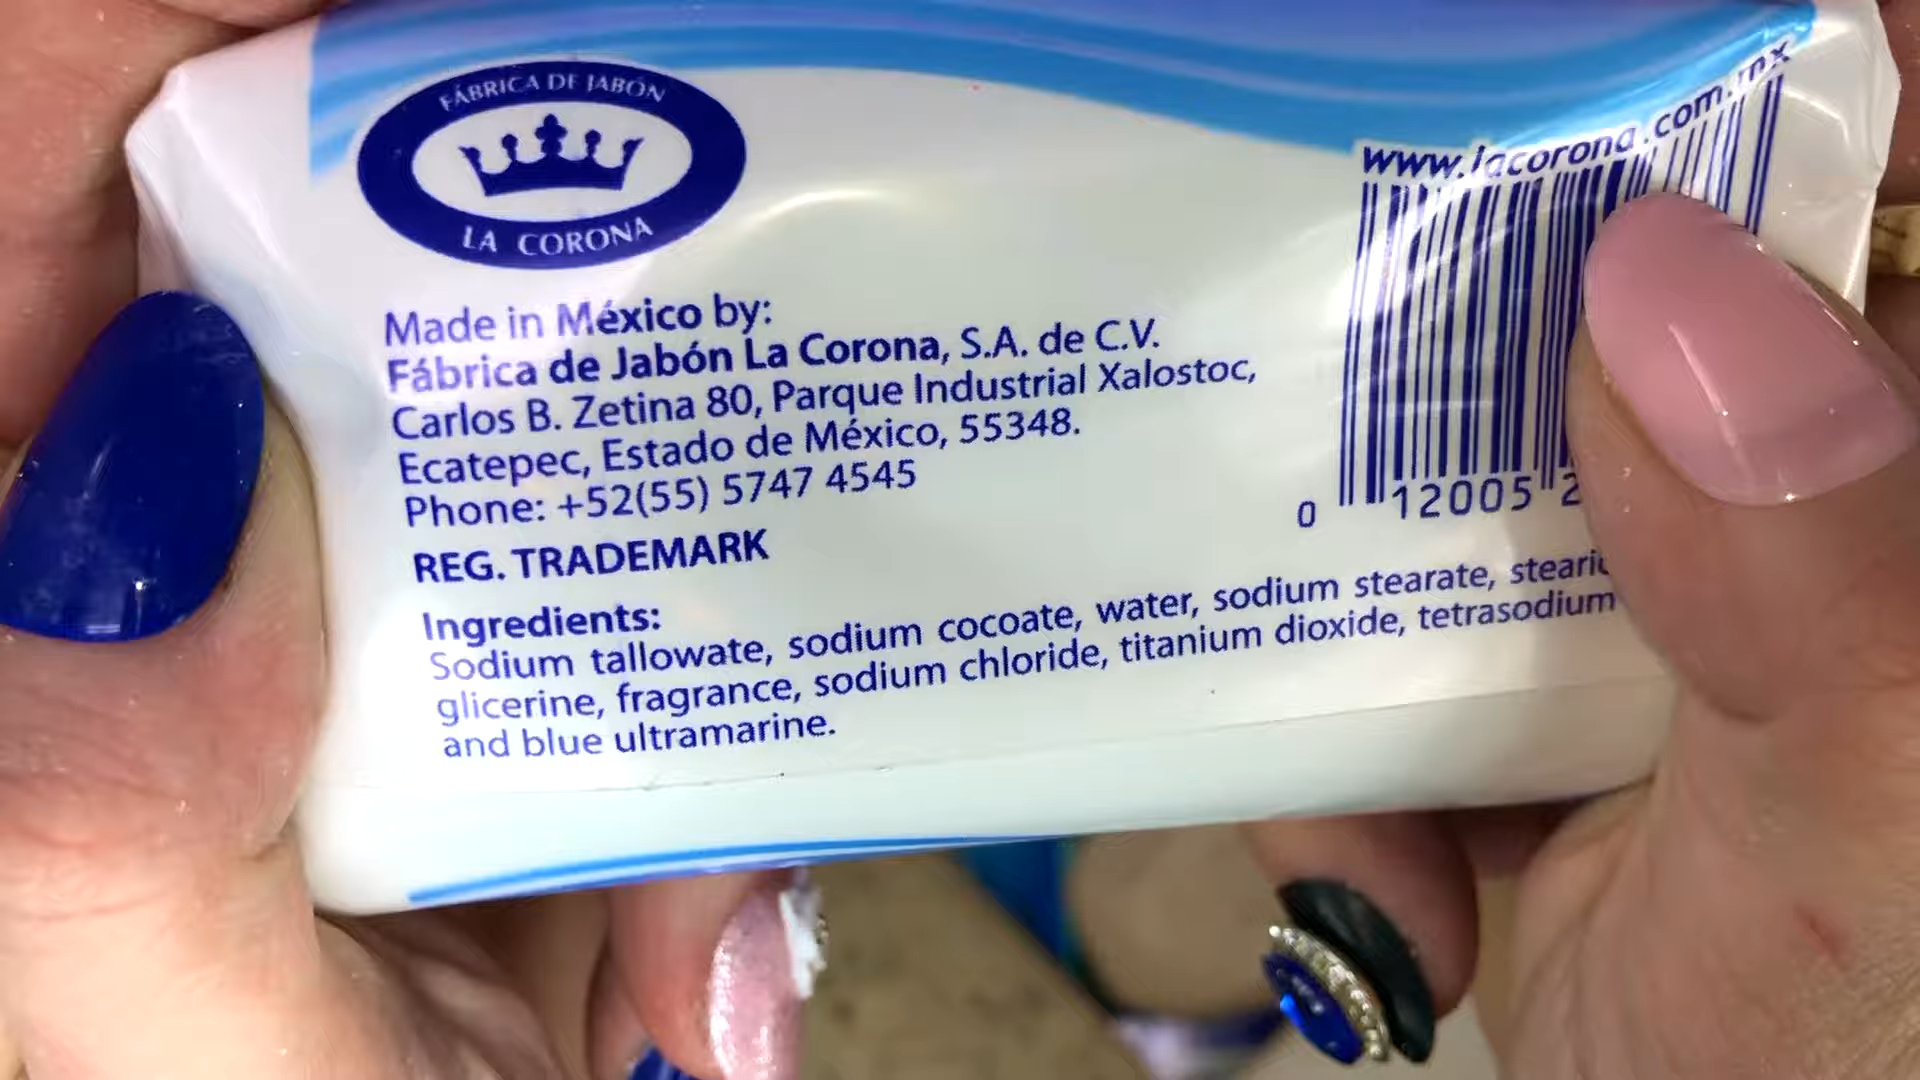 FÁBRICA DE JABÓN
LA CORONA
www.lacorona.com.mx
Made in México by:
Fábrica de Jabón La Corona, S.A. de C.V.
Carlos B. Zetina 80, Parque Industrial Xalostoc,
Ecatepec, Estado de México, 55348.
Phone: +52(55) 5747 4545
REG. TRADEMARK
0 12005 2
Ingredients:
Sodium tallowate, sodium cocoate, water, sodium stearate,
glicerine, fragrance, sodium chloride, titanium dioxide, tetrasodium
and blue ultramarine.